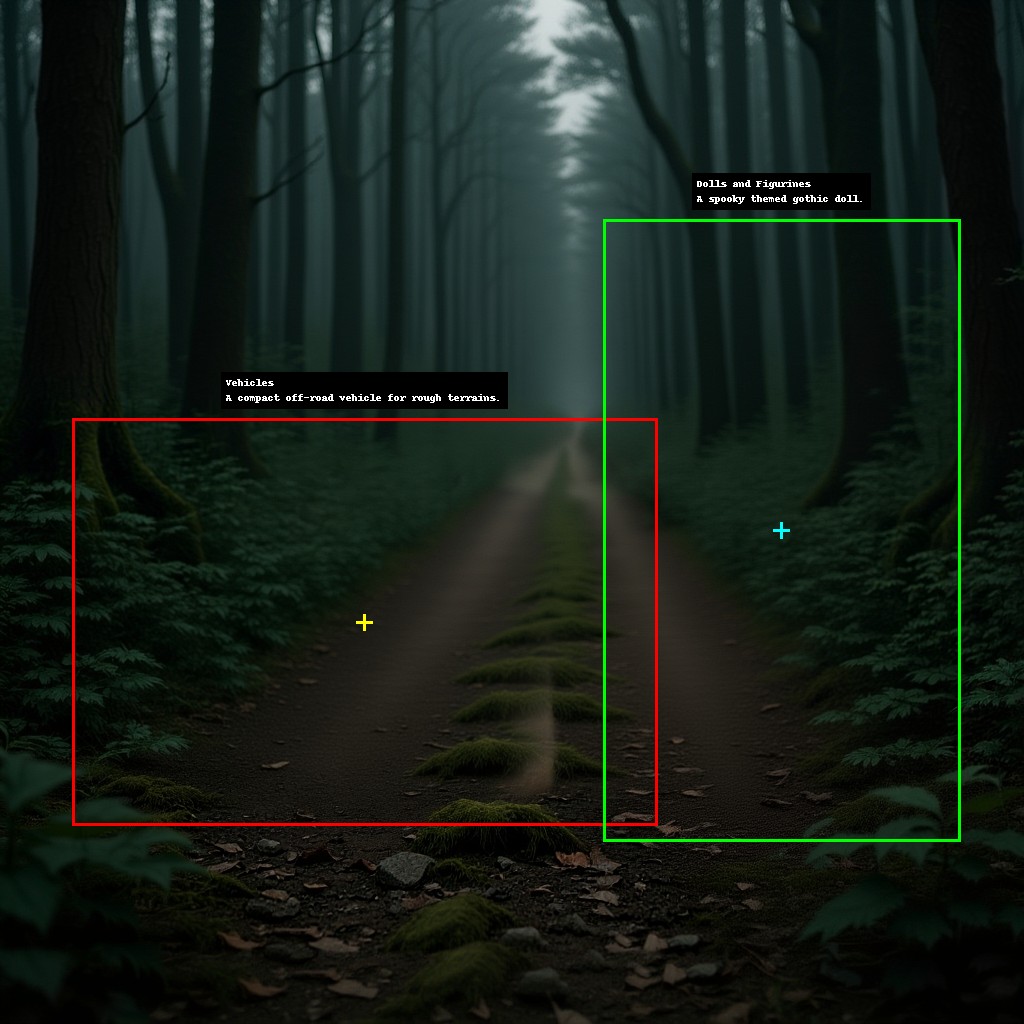 Dolls and Figurines
A spooky themed gothic doll.
Vehicles
A compact off-road vehicle for rough terrains.